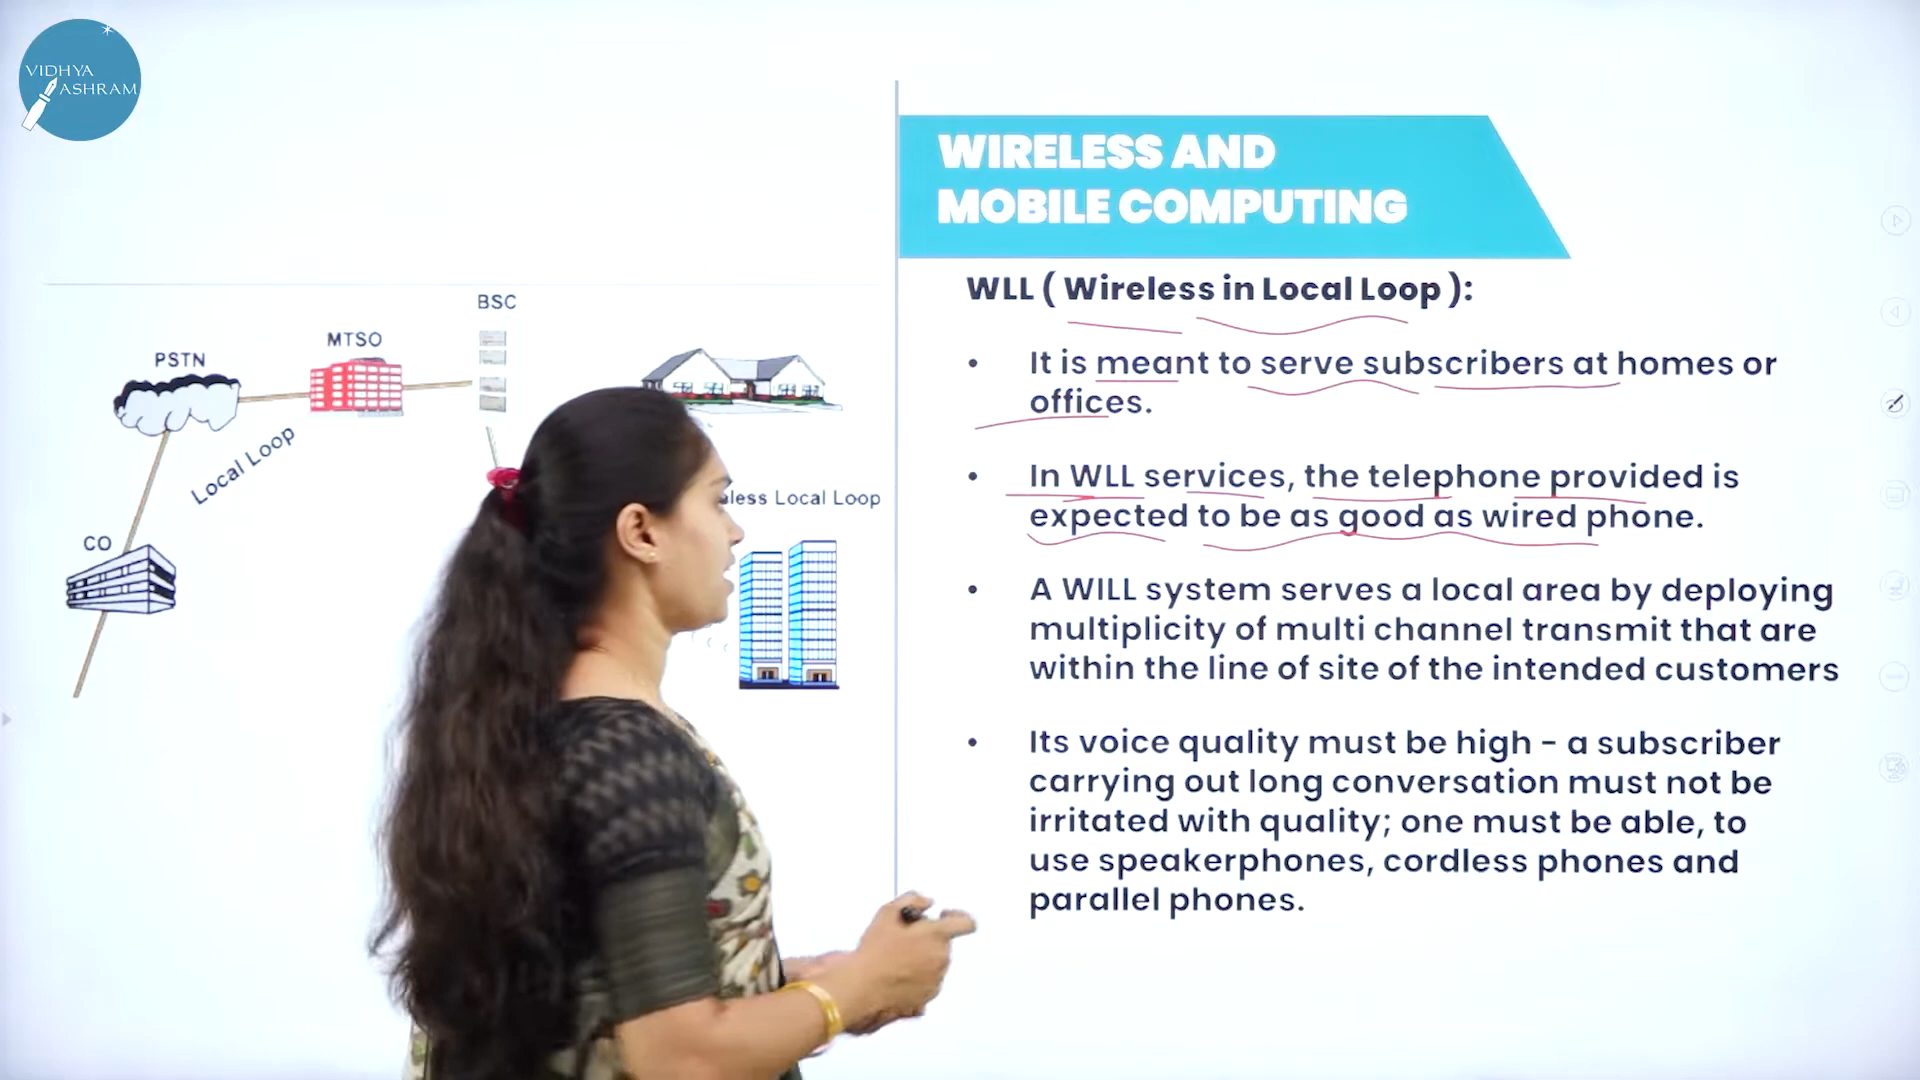 VIDHYA
ASHRAM
WIRELESS AND
MOBILE COMPUTING
WLL ( Wireless in Local Loop ):
• It is meant to serve subscribers at homes or
offices.
• In WLL services, the telephone provided is
expected to be as good as wired phone.
• A WILL system serves a local area by deploying
multiplicity of multi channel transmit that are
within the line of site of the intended customers
• Its voice quality must be high - a subscriber
carrying out long conversation must not be
irritated with quality; one must be able, to
use speakerphones, cordless phones and
parallel phones.
BSC
MTSO
PSTN
Local Loop
Local Loop
CO